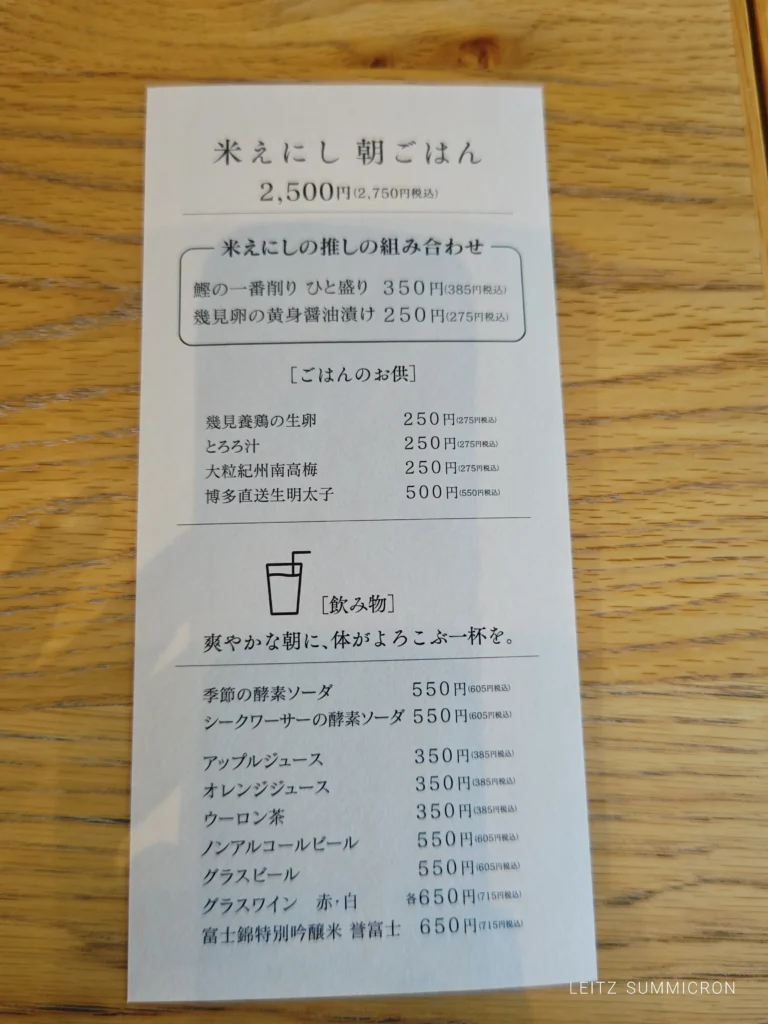 米えにし 朝ごはん
2,500円(2,750円税込)
米えにしの推しの組み合わせ
鰹の一番削り ひと盛り 350円(385円税込)
幾見卵の黄身醤油漬け 250円(275円税込)
[ごはんのお供]
幾見養鶏の生卵 250円(275円税込)
とろろ汁 250円(275円税込)
大粒紀州南高梅 250円(275円税込)
博多直送生明太子 500円(550円税込)
[飲み物]
爽やかな朝に、体がよろこぶ一杯を。
季節の酵素ソーダ 550円(605円税込)
シークワーサーの酵素ソーダ 550円(605円税込)
アップルジュース 350円(385円税込)
オレンジジュース 350円(385円税込)
ウーロン茶 350円(385円税込)
ノンアルコールビール 550円(605円税込)
グラスビール 550円(605円税込)
グラスワイン 赤・白 各650円(715円税込)
富士錦特別吟醸米 誉富士 650円(715円税込)
LEITZ SUMMICRON